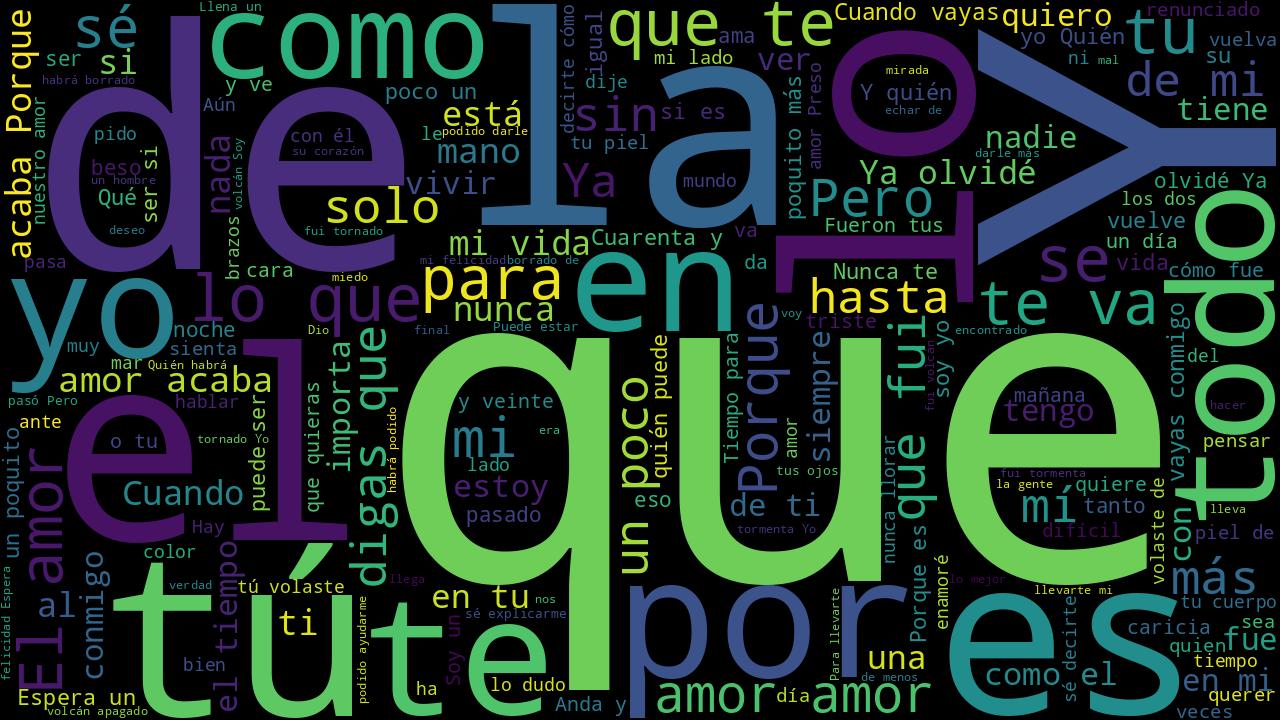 Llena un
acaba Porque
sé
como
que te
ama
Cuando vayas
quiero
renunciado
ser
si
habrá borrado
y ve
poco un
la
igual
decirte cómo
mi lado
ver
yo Quién
tu
vuelva
su
ni
mal
de mi
de
nuestro amor
Aún
está
podido darle
dije
sin
si es
poquito más
amor Preso
lo
mirada
Y quién
echar de
Y
tiene
pido
beso
un hombre
Qué
ser si
deseo
nada
volcán Soy
con él
su corazón
le
mano
tu piel
nadie
darle más
vivir
Ya
mundo
Ya olvidé
olvidé Ya
solo
Pero
los dos
fui tornado
brazos
mi vida
Cuarenta y
va
Fueron tus
vuelve
un día
pasa
cara
miedo
mi felicidad
borrado de
en
da
se
vida
cómo fue
todo
yo
lo que
para
nunca
Nunca te
hasta
te va
noche
Dio
final
Puede estar
voy
triste
encontrado
muy
sienta
mar
Quién habrá
el
importa
digas que
que
Porque
siempre
que fui
soy yo
fui volcán
vayas conmigo
del
amor acaba
pasó Pero
hablar
ante
que quieras
habrá podido
y veinte
era
mi
un poco
quién puede
Tiempo para
amor
mañana
tengo
hacer
o tu
tornado Yo
puede ser
lado
tus ojos
nunca llorar
pensar
un poquito
El amor
Cuando
estoy
eso
fui tormenta
la gente
quiere
con
pasado
de ti
mí
tanto
lleva
Hay
tormenta Yo
difícil
volaste de
piel de
color
conmigo
el tiempo
tú
verdad
tú volaste
llega
por
Porque es
enamoré
lo mejor
llevarte mi
más
felicidad Espera
al
ti
podido ayudarme
te
en tu
nos
sé explicarme
es
sé decirte
tu cuerpo
caricia
sea
quien
fue
bien
Soy un
Para llevarte
una
tiempo
Espera un
volcán apagado
ha
lo dudo
Anda y
amor
día
amor
de menos
como el
en mi
querer
veces